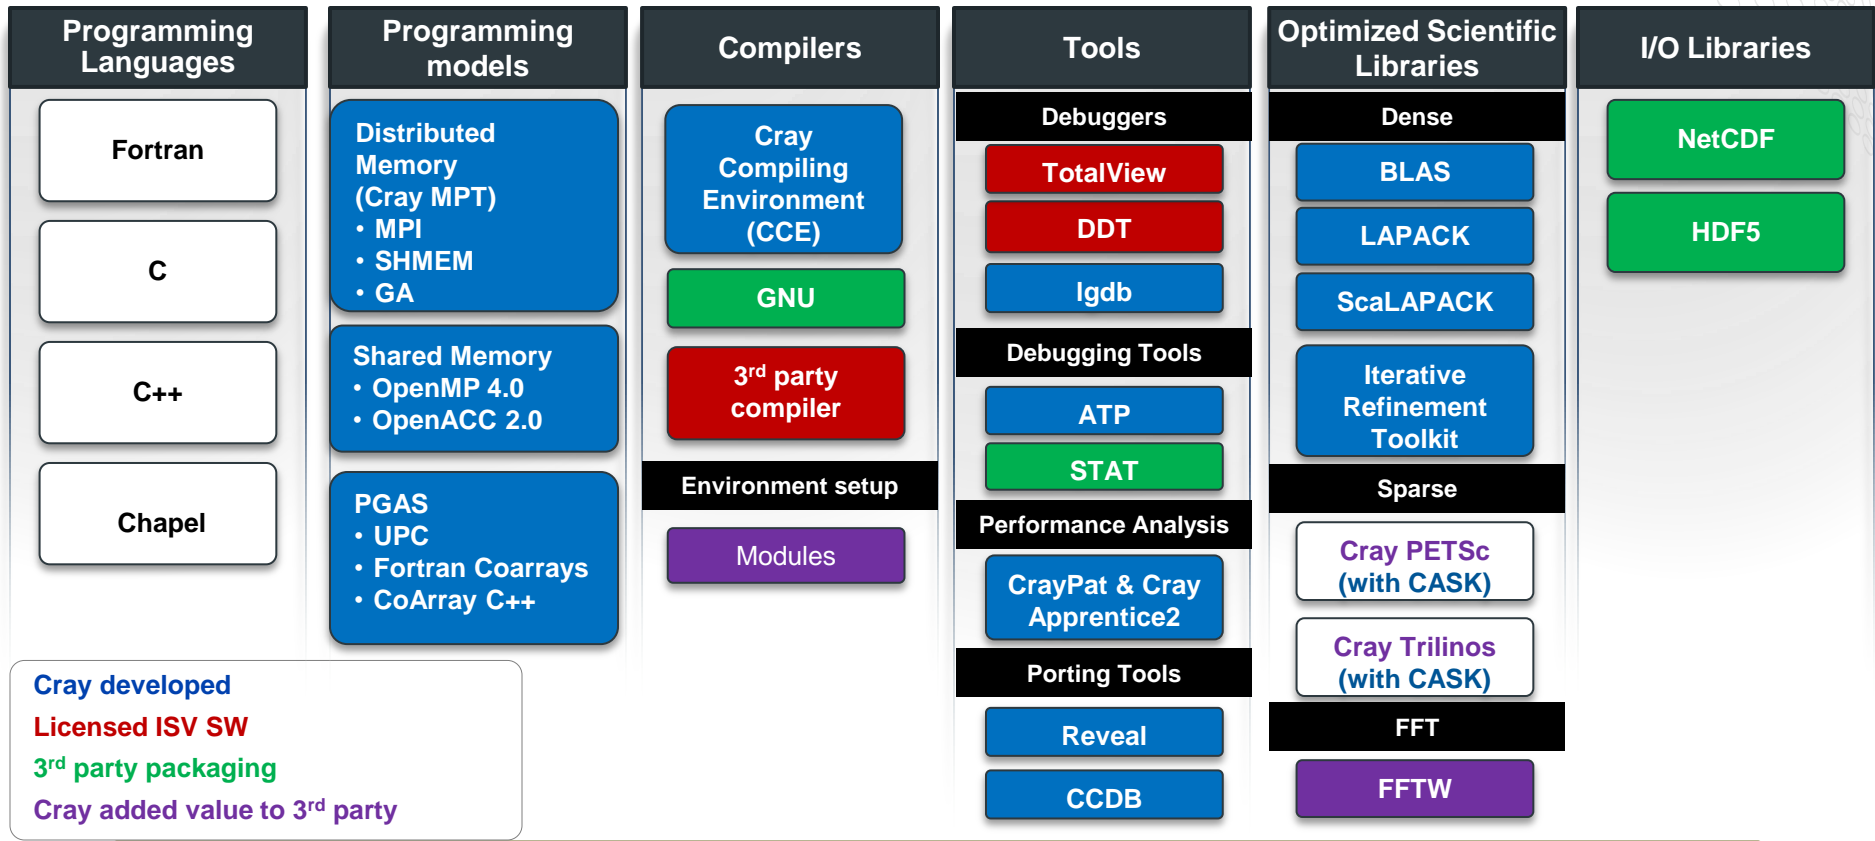 Programming
Languages
Fortran
C
C++
Chapel
Programming
models
Distributed
Memory
(Cray MPT)
• MPI
• SHMEM
• GA
Shared Memory
• OpenMP 4.0
• OpenACC 2.0
PGAS
• UPC
• Fortran Coarrays
• CoArray C++
Compilers
Cray
Compiling
Environment
(CCE)
GNU
3rd party
compiler
Environment setup
Modules
Tools
Debuggers
TotalView
DDT
lgdb
Debugging Tools
ATP
STAT
Performance Analysis
CrayPat & Cray
Apprentice2
Porting Tools
Reveal
CCDB
Optimized Scientific
Libraries
Dense
BLAS
LAPACK
ScaLAPACK
Iterative
Refinement
Toolkit
Sparse
Cray PETSc
(with CASK)
Cray Trilinos
(with CASK)
FFT
FFTW
I/O Libraries
NetCDF
HDF5
Cray developed
Licensed ISV SW
3rd party packaging
Cray added value to 3rd party